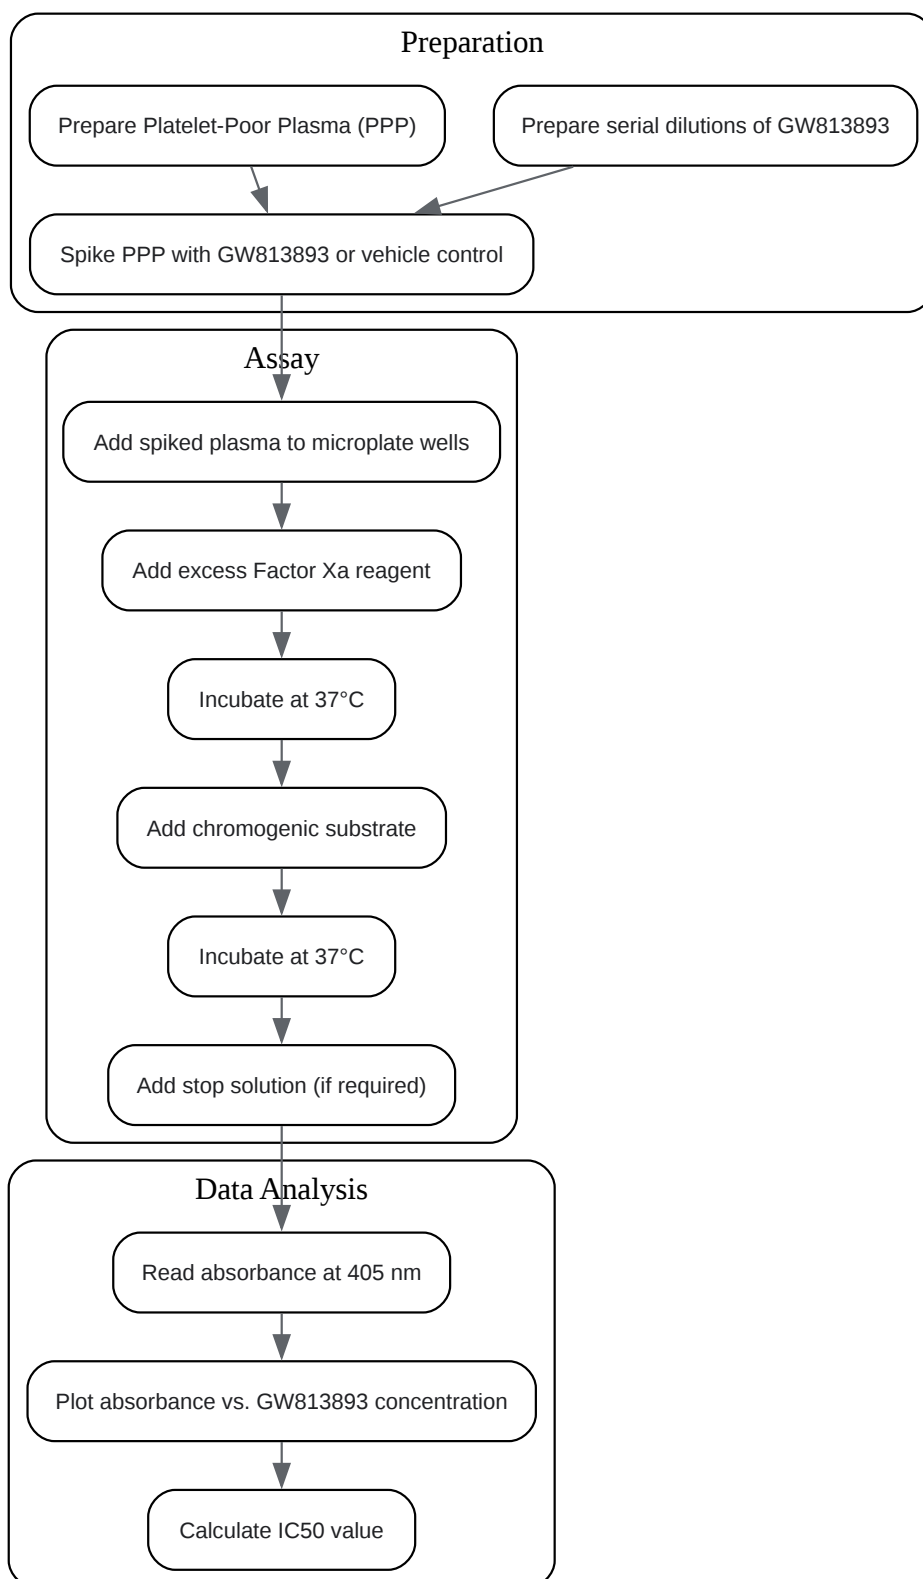 Preparation
Prepare Platelet-Poor Plasma (PPP)
Prepare serial dilutions of GW813893
Spike PPP with GW813893 or vehicle control
Assay
Add spiked plasma to microplate wells
Add excess Factor Xa reagent
Incubate at 37°C
Add chromogenic substrate
Incubate at 37°C
Add stop solution (if required)
Data Analysis
Read absorbance at 405 nm
Plot absorbance vs. GW813893 concentration
Calculate IC50 value